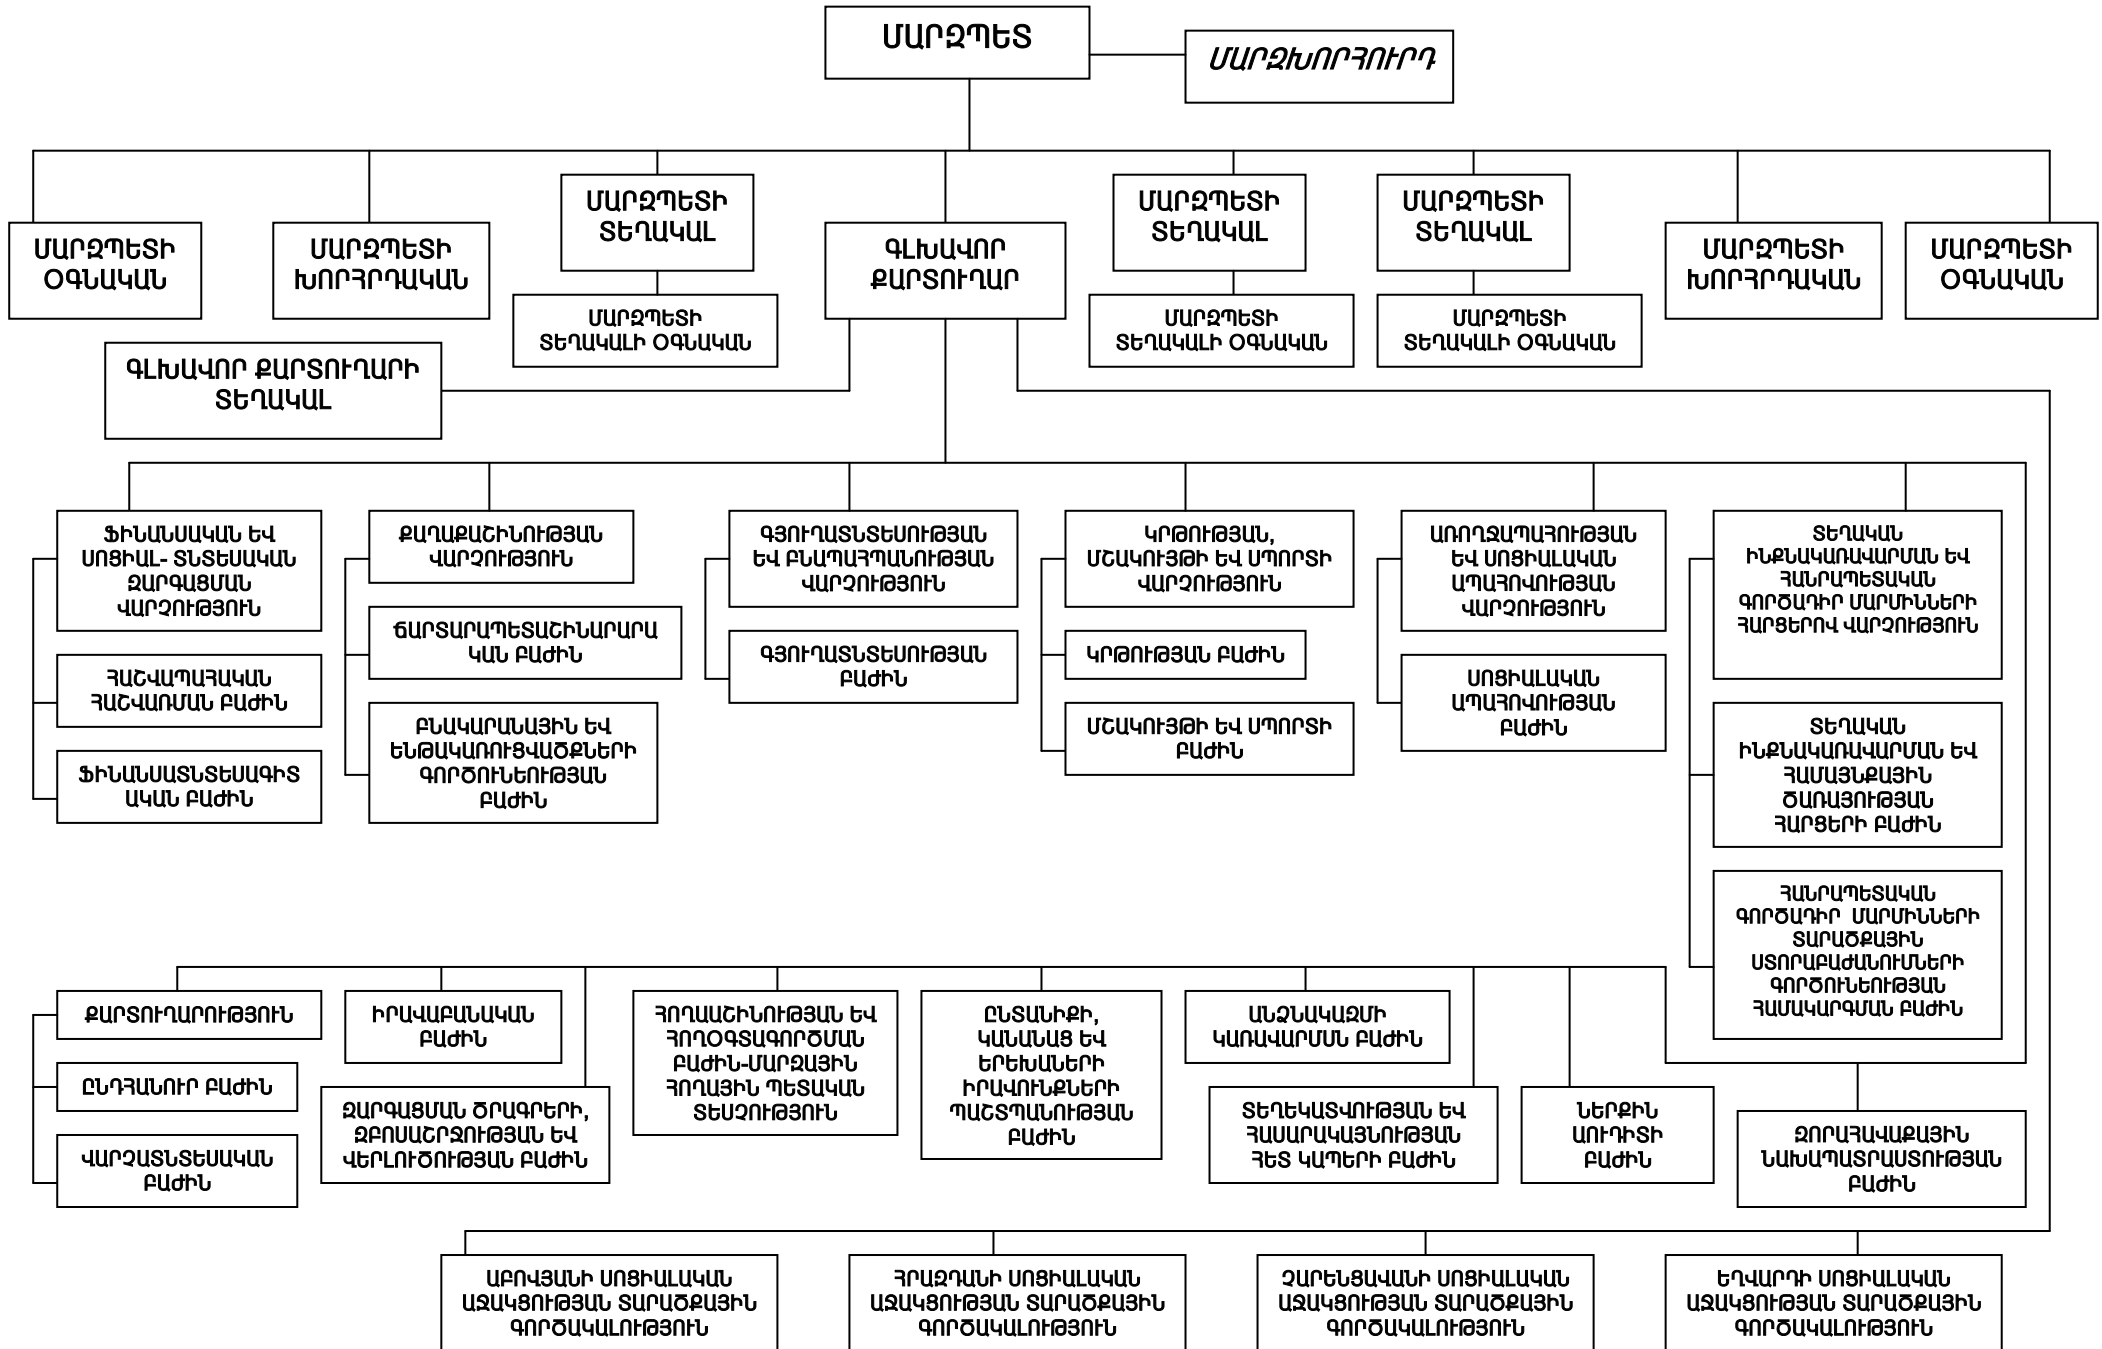 ՄԱՐԶՊԵՏ
ՄԱՐԶԽՈՐՀՈՒՐԴ
ՄԱՐԶՊԵՏԻ
ՕԳՆԱԿԱՆ
ՄԱՐԶՊԵՏԻ
ԽՈՐՀՐԴԱԿԱՆ
ՄԱՐԶՊԵՏԻ
ՏԵՂԱԿԱԼ
ՄԱՐԶՊԵՏԻ
ՏԵՂԱԿԱԼԻ ՕԳՆԱԿԱՆ
ԳԼԽԱՎՈՐ
ՔԱՐՏՈՒՂԱՐ
ՄԱՐԶՊԵՏԻ
ՏԵՂԱԿԱԼ
ՄԱՐԶՊԵՏԻ
ՏԵՂԱԿԱԼԻ ՕԳՆԱԿԱՆ
ՄԱՐԶՊԵՏԻ
ՏԵՂԱԿԱԼ
ՄԱՐԶՊԵՏԻ
ՏԵՂԱԿԱԼԻ ՕԳՆԱԿԱՆ
ՄԱՐԶՊԵՏԻ
ԽՈՐՀՐԴԱԿԱՆ
ՄԱՐԶՊԵՏԻ
ՕԳՆԱԿԱՆ
ԳԼԽԱՎՈՐ ՔԱՐՏՈՒՂԱՐԻ
ՏԵՂԱԿԱԼ
ՖԻՆԱՆՍԱԿԱՆ ԵՎ
ՍՈՑԻԱԼ- ՏՆՏԵՍԱԿԱՆ
ԶԱՐԳԱՑՄԱՆ
ՎԱՐՉՈՒԹՅՈՒՆ
ՀԱՇՎԱՊԱՀԱԿԱՆ
ՀԱՇՎԱՌՄԱՆ ԲԱԺԻՆ
ՖԻՆԱՆՍԱՏՆՏԵՍԱԳԻՏ
ԱԿԱՆ ԲԱԺԻՆ
ՔԱՂԱՔԱՇԻՆՈՒԹՅԱՆ
ՎԱՐՉՈՒԹՅՈՒՆ
ՃԱՐՏԱՐԱՊԵՏԱՇԻՆԱՐԱՐԱ
ԿԱՆ ԲԱԺԻՆ
ԲՆԱԿԱՐԱՆԱՅԻՆ ԵՎ
ԵՆԹԱԿԱՌՈՒՑՎԱԾՔՆԵՐԻ
ԳՈՐԾՈՒՆԵՈՒԹՅԱՆ
ԲԱԺԻՆ
ԳՅՈՒՂԱՏՆՏԵՍՈՒԹՅԱՆ
ԵՎ ԲՆԱՊԱՀՊԱՆՈՒԹՅԱՆ
ՎԱՐՉՈՒԹՅՈՒՆ
ԳՅՈՒՂԱՏՆՏԵՍՈՒԹՅԱՆ
ԲԱԺԻՆ
ԿՐԹՈՒԹՅԱՆ,
ՄՇԱԿՈՒՅԹԻ ԵՎ ՍՊՈՐՏԻ
ՎԱՐՉՈՒԹՅՈՒՆ
ԿՐԹՈՒԹՅԱՆ ԲԱԺԻՆ
ՄՇԱԿՈՒՅԹԻ ԵՎ ՍՊՈՐՏԻ
ԲԱԺԻՆ
ԱՌՈՂՋԱՊԱՀՈՒԹՅԱՆ
ԵՎ ՍՈՑԻԱԼԱԿԱՆ
ԱՊԱՀՈՎՈՒԹՅԱՆ
ՎԱՐՉՈՒԹՅՈՒՆ
ՍՈՑԻԱԼԱԿԱՆ
ԱՊԱՀՈՎՈՒԹՅԱՆ
ԲԱԺԻՆ
ՏԵՂԱԿԱՆ
ԻՆՔՆԱԿԱՌԱՎԱՐՄԱՆ ԵՎ
ՀԱՆՐԱՊԵՏԱԿԱՆ
ԳՈՐԾԱԴԻՐ ՄԱՐՄԻՆՆԵՐԻ
ՀԱՐՑԵՐՈՎ ՎԱՐՉՈՒԹՅՈՒՆ
ՏԵՂԱԿԱՆ
ԻՆՔՆԱԿԱՌԱՎԱՐՄԱՆ ԵՎ
ՀԱՄԱՅՆՔԱՅԻՆ
ԾԱՌԱՅՈՒԹՅԱՆ
ՀԱՐՑԵՐԻ ԲԱԺԻՆ
ՀԱՆՐԱՊԵՏԱԿԱՆ
ԳՈՐԾԱԴԻՐ ՄԱՐՄԻՆՆԵՐԻ
ՏԱՐԱԾՔԱՅԻՆ
ՍՏՈՐԱԲԱԺԱՆՈՒՄՆԵՐԻ
ԳՈՐԾՈՒՆԵՈՒԹՅԱՆ
ՀԱՄԱԿԱՐԳՄԱՆ ԲԱԺԻՆ
ՔԱՐՏՈՒՂԱՐՈՒԹՅՈՒՆ
ԸՆԴՀԱՆՈՒՐ ԲԱԺԻՆ
ՎԱՐՉԱՏՆՏԵՍԱԿԱՆ
ԲԱԺԻՆ
ԻՐԱՎԱԲԱՆԱԿԱՆ
ԲԱԺԻՆ
ԶԱՐԳԱՑՄԱՆ ԾՐԱԳՐԵՐԻ,
ԶԲՈՍԱՇՐՋՈՒԹՅԱՆ ԵՎ
ՎԵՐԼՈՒԾՈՒԹՅԱՆ ԲԱԺԻՆ
ՀՈՂԱԱՇԻՆՈՒԹՅԱՆ ԵՎ
ՀՈՂՕԳՏԱԳՈՐԾՄԱՆ
ԲԱԺԻՆ-ՄԱՐԶԱՅԻՆ
ՀՈՂԱՅԻՆ ՊԵՏԱԿԱՆ
ՏԵՍՉՈՒԹՅՈՒՆ
ԸՆՏԱՆԻՔԻ,
ԿԱՆԱՆԱՑ ԵՎ
ԵՐԵԽԱՆԵՐԻ
ԻՐԱՎՈՒՆՔՆԵՐԻ
ՊԱՇՏՊԱՆՈՒԹՅԱՆ
ԲԱԺԻՆ
ԱՆՁՆԱԿԱԶՄԻ
ԿԱՌԱՎԱՐՄՄՆ ԲԱԺԻՆ
ՏԵՂԵԿԱՏՎՈՒԹՅԱՆ ԵՎ
ՀԱՍԱՐԱԿԱՅՆՈՒԹՅԱՆ
ՀԵՏ ԿԱՊԵՐԻ ԲԱԺԻՆ
ՆԵՐՔԻՆ
ԱՈՒԴԻՏԻ
ԲԱԺԻՆ
ԶՈՐԱՀԱՎԱՔԱՅԻՆ
ՆԱԽԱՊԱՏՐԱՍՏՈՒԹՅԱՆ
ԲԱԺԻՆ
ԱԲՈՎՅԱՆԻ ՍՈՑԻԱԼԱԿԱՆ
ԱՋԱԿՑՈՒԹՅԱՆ ՏԱՐԱԾՔԱՅԻՆ
ԳՈՐԾԱԿԱԼՈՒԹՅՈՒՆ
ՀՐԱԶԴԱՆԻ ՍՈՑԻԱԼԱԿԱՆ
ԱՋԱԿՑՈՒԹՅԱՆ ՏԱՐԱԾՔԱՅԻՆ
ԳՈՐԾԱԿԱԼՈՒԹՅՈՒՆ
ՉԱՐԵՆՑԱՎԱՆԻ ՍՈՑԻԱԼԱԿԱՆ
ԱՋԱԿՑՈՒԹՅԱՆ ՏԱՐԱԾՔԱՅԻՆ
ԳՈՐԾԱԿԱԼՈՒԹՅՈՒՆ
ԵՂՎԱՐԴԻ ՍՈՑԻԱԼԱԿԱՆ
ԱՋԱԿՑՈՒԹՅԱՆ ՏԱՐԱԾՔԱՅԻՆ
ԳՈՐԾԱԿԱԼՈՒԹՅՈՒՆ